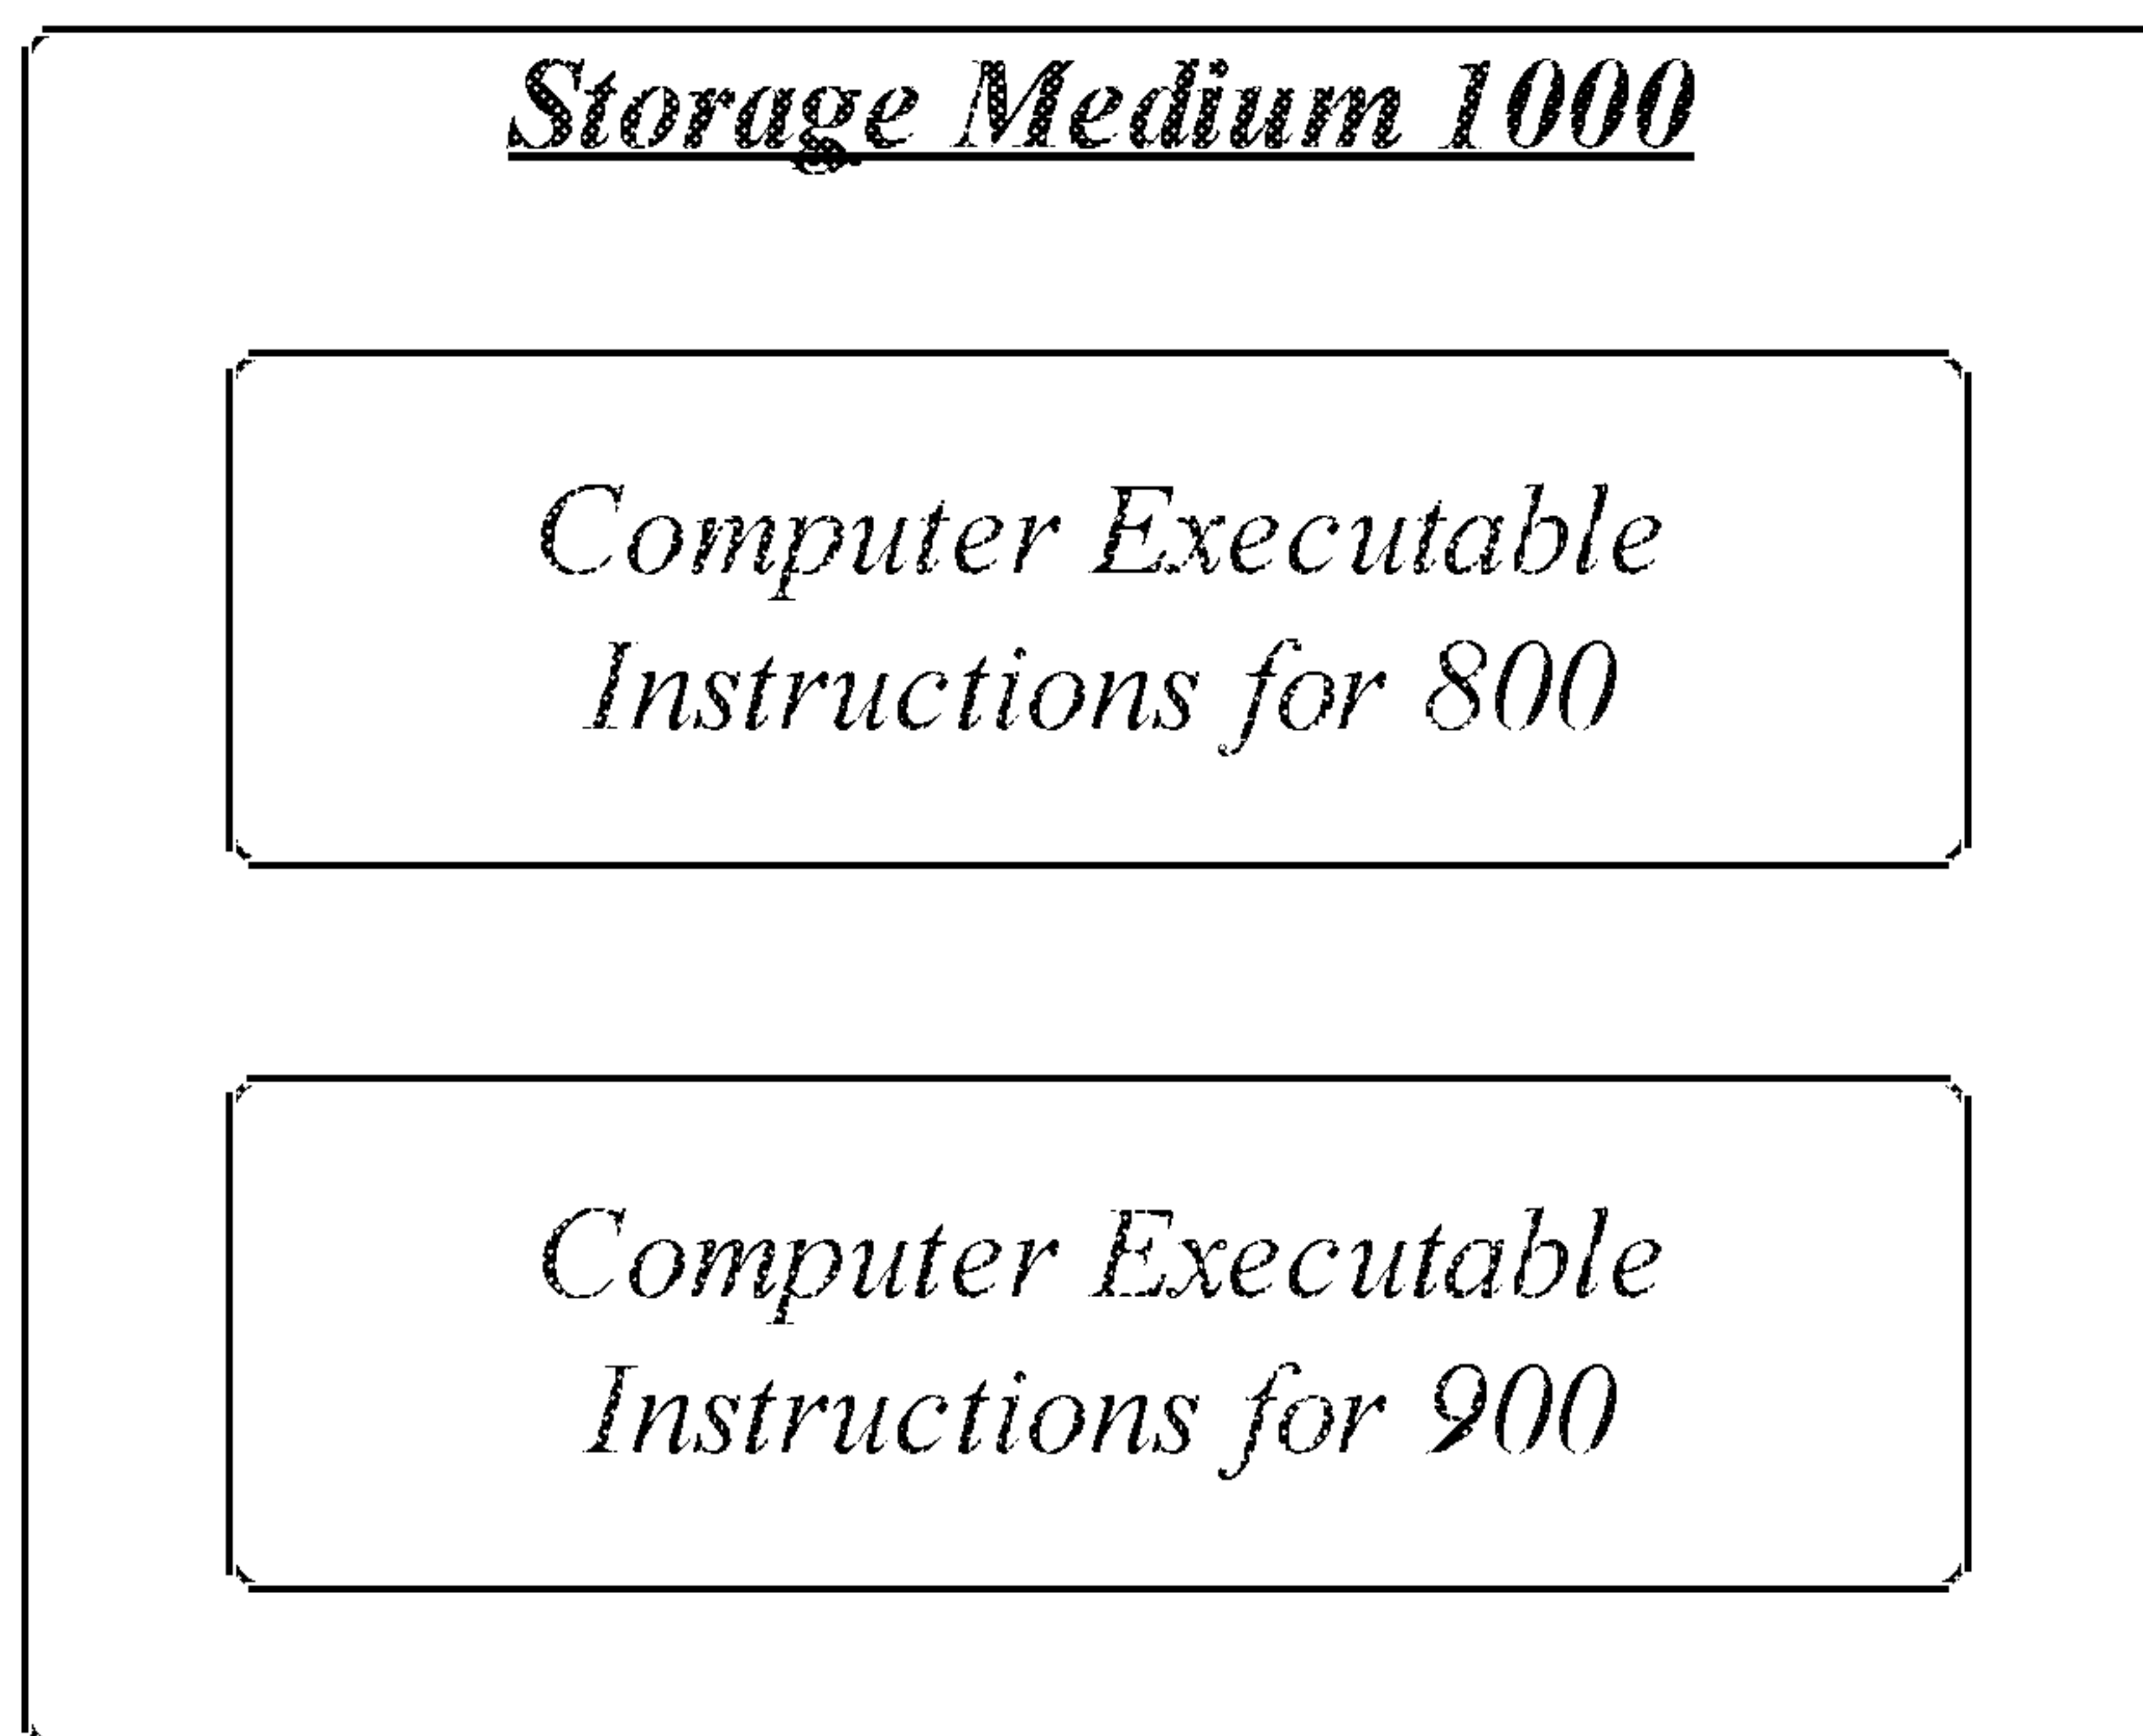 Storage Medium 1000
Computer Executable
Instructions for 800
Computer Executable
Instructions for 900